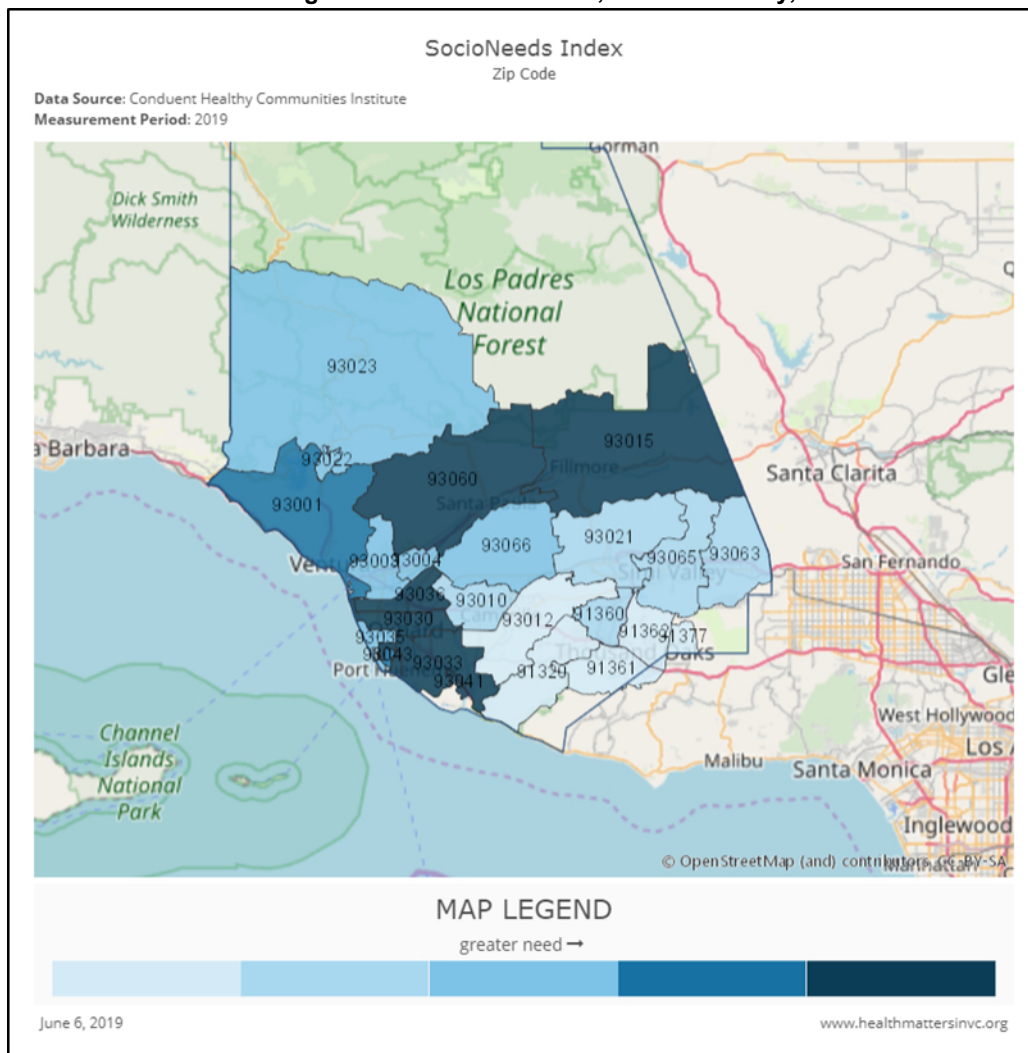 SocioNeeds Index
Zip Code
Data Source: Conduent Healthy Communities Institute
Measurement Period: 2019
Gorman
Dick Smith
Wilderness
Los Padres
National
Forest
93023
93015
a Barbara
93022
Fillmore
Santa Clarita
93060
Santa Paula
93001
93066
93021
93065
93063
Simi Valley
San Fernando
93003
93004
93036
93010
93012
91360
93030
91362
91377
93035
Thousand Oaks
93043
93033
Port Hueneme
93041
91320
91361
Gle
West Hollywood
Channel
Islands
National
Park
Malibu
Santa Monica
Los A
Inglewood
© OpenStreetMap (and) contributors, CC-BY-SA
Manhattan
MAP LEGEND
greater need →
June 6, 2019
www.healthmattersinvc.org